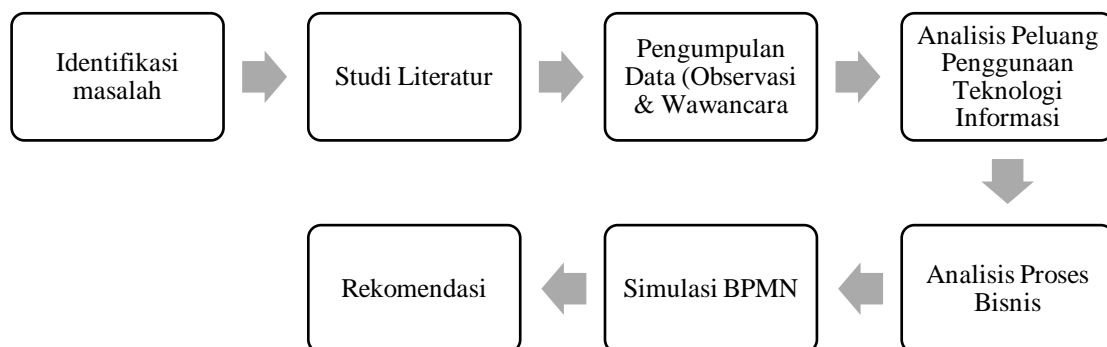 Identifikasi
masalah
Studi Literatur
Pengumpulan
Data (Observasi
& Wawancara
Analisis Peluang
Penggunaan
Teknologi
Informasi
Analisis Proses
Bisnis
Simulasi BPMN
Rekomendasi